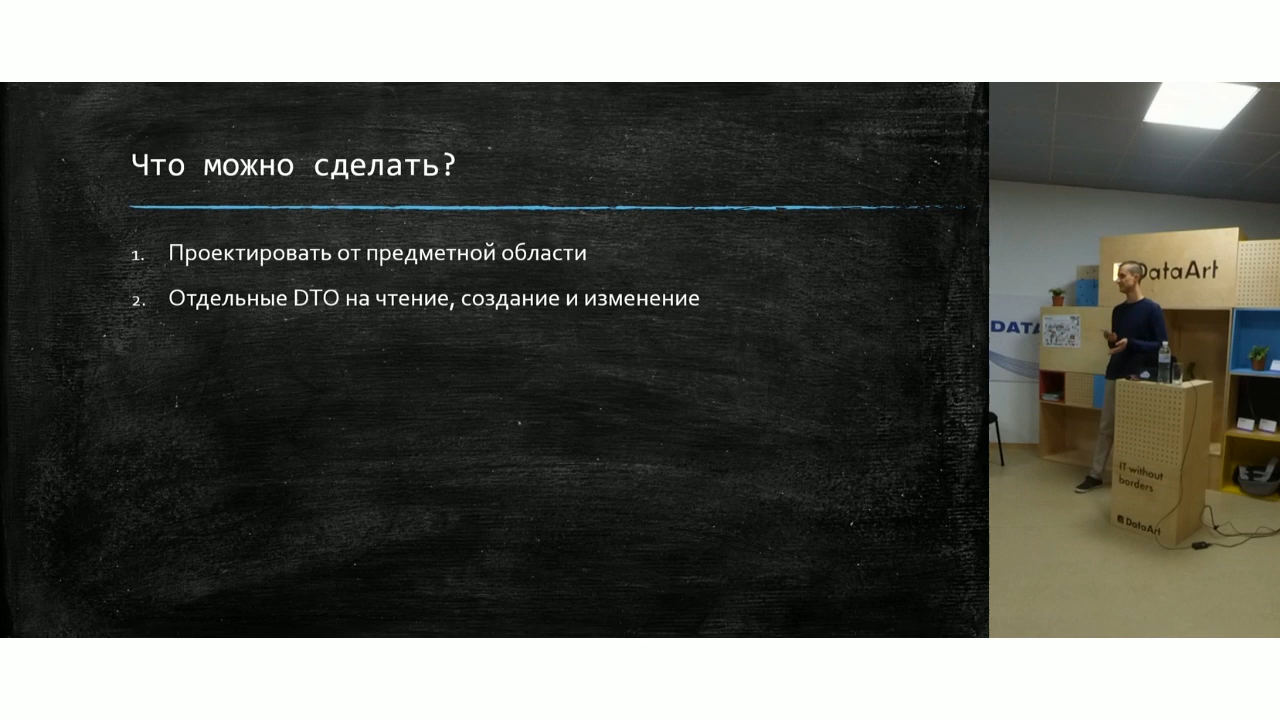 Что можно сделать?
1. Проектировать от предметной области
2. Отдельные DTO на чтение, создание и изменение
DataArt
DATA
IT without
borders
DataArt